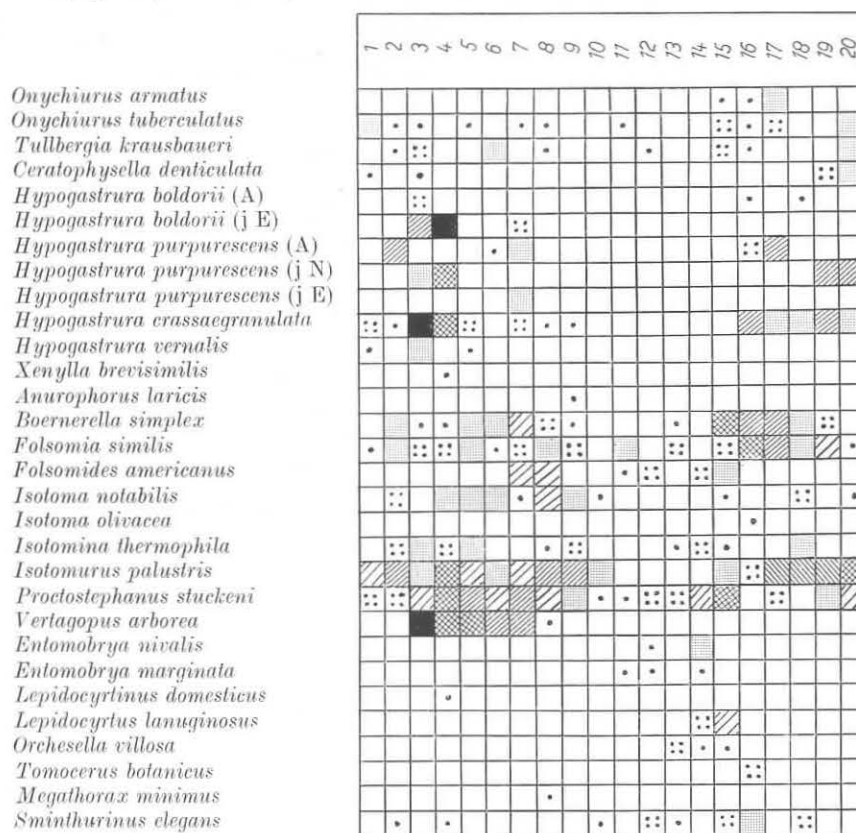 1 2 3 4 5 6 7 8 9 10 11 12 13 14 15 16 17 18 19 20
Onychiurus armatus
Onychiurus tuberculatus
Tullbergia krausbaueri
Ceratophysella denticulata
Hypogastrura boldorii (A)
Hypogastrura boldorii (j E)
Hypogastrura purpurescens (A)
Hypogastrura purpurescens (j N)
Hypogastrura purpurescens (j E)
Hypogastrura crassaegranulata
Hypogastrura vernalis
Xenylla brevisimilis
Anurophorus laricis
Boernerella simplex
Folsomia similis
Folsomides americanus
Isotoma notabilis
Isotoma olivacea
Isotomina thermophila
Isotomurus palustris
Proctostephanus stuckeni
Vertagopus arborea
Entomobrya nivalis
Entomobrya marginata
Lepidocyrtinus domesticus
Lepidocyrtus lanuginosus
Orchesella villosa
Tomocerus botanicus
Megathorax minimus
Sminthurinus elegans